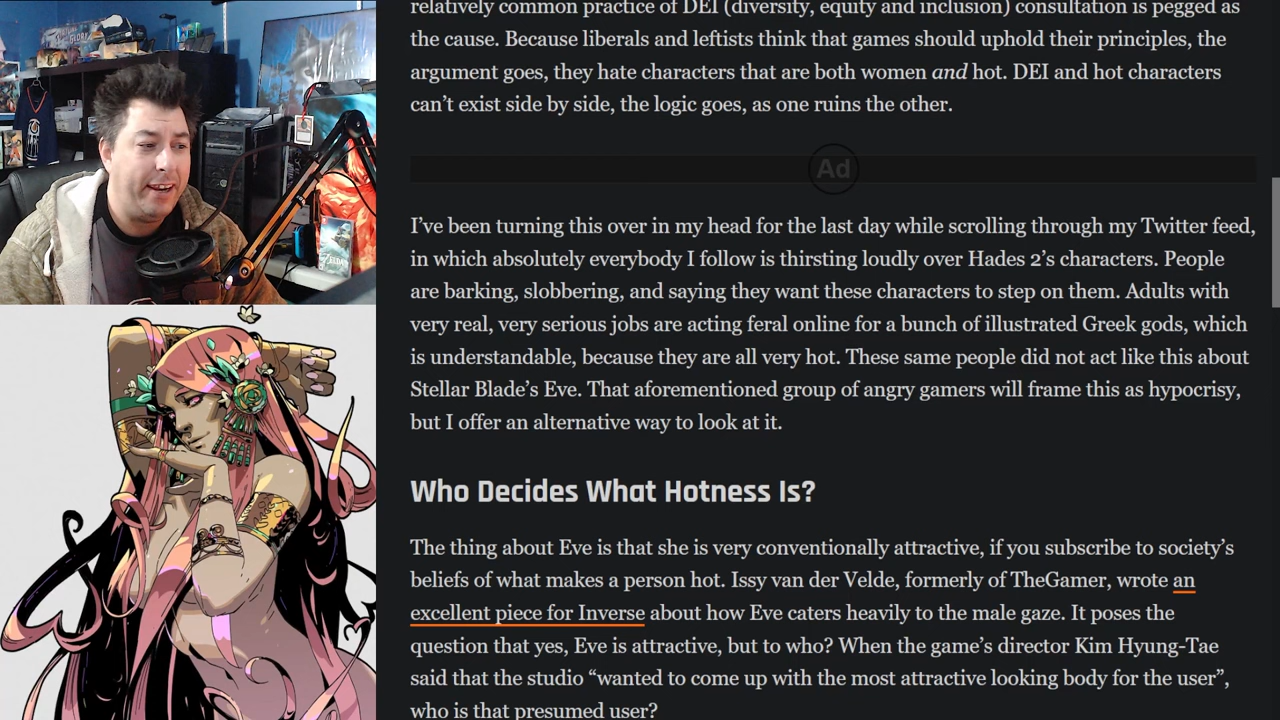 relatively common practice of DEI (diversity, equity and inclusion) consultation is pegged as
the cause. Because liberals and leftists think that games should uphold their principles, the
argument goes, they hate characters that are both women and hot. DEI and hot characters
can’t exist side by side, the logic goes, as one ruins the other.
Ad
I’ve been turning this over in my head for the last day while scrolling through my Twitter feed,
in which absolutely everybody I follow is thirsting loudly over Hades 2’s characters. People
are barking, slobbering, and saying they want these characters to step on them. Adults with
very real, very serious jobs are acting feral online for a bunch of illustrated Greek gods, which
is understandable, because they are all very hot. These same people did not act like this about
Stellar Blade’s Eve. That aforementioned group of angry gamers will frame this as hypocrisy,
but I offer an alternative way to look at it.
Who Decides What Hotness Is?
The thing about Eve is that she is very conventionally attractive, if you subscribe to society’s
beliefs of what makes a person hot. Issy van der Velde, formerly of TheGamer, wrote an
excellent piece for Inverse about how Eve caters heavily to the male gaze. It poses the
question that yes, Eve is attractive, but to who? When the game’s director Kim Hyung-Tae
said that the studio “wanted to come up with the most attractive looking body for the user”,
who is that presumed user?
ZELDA